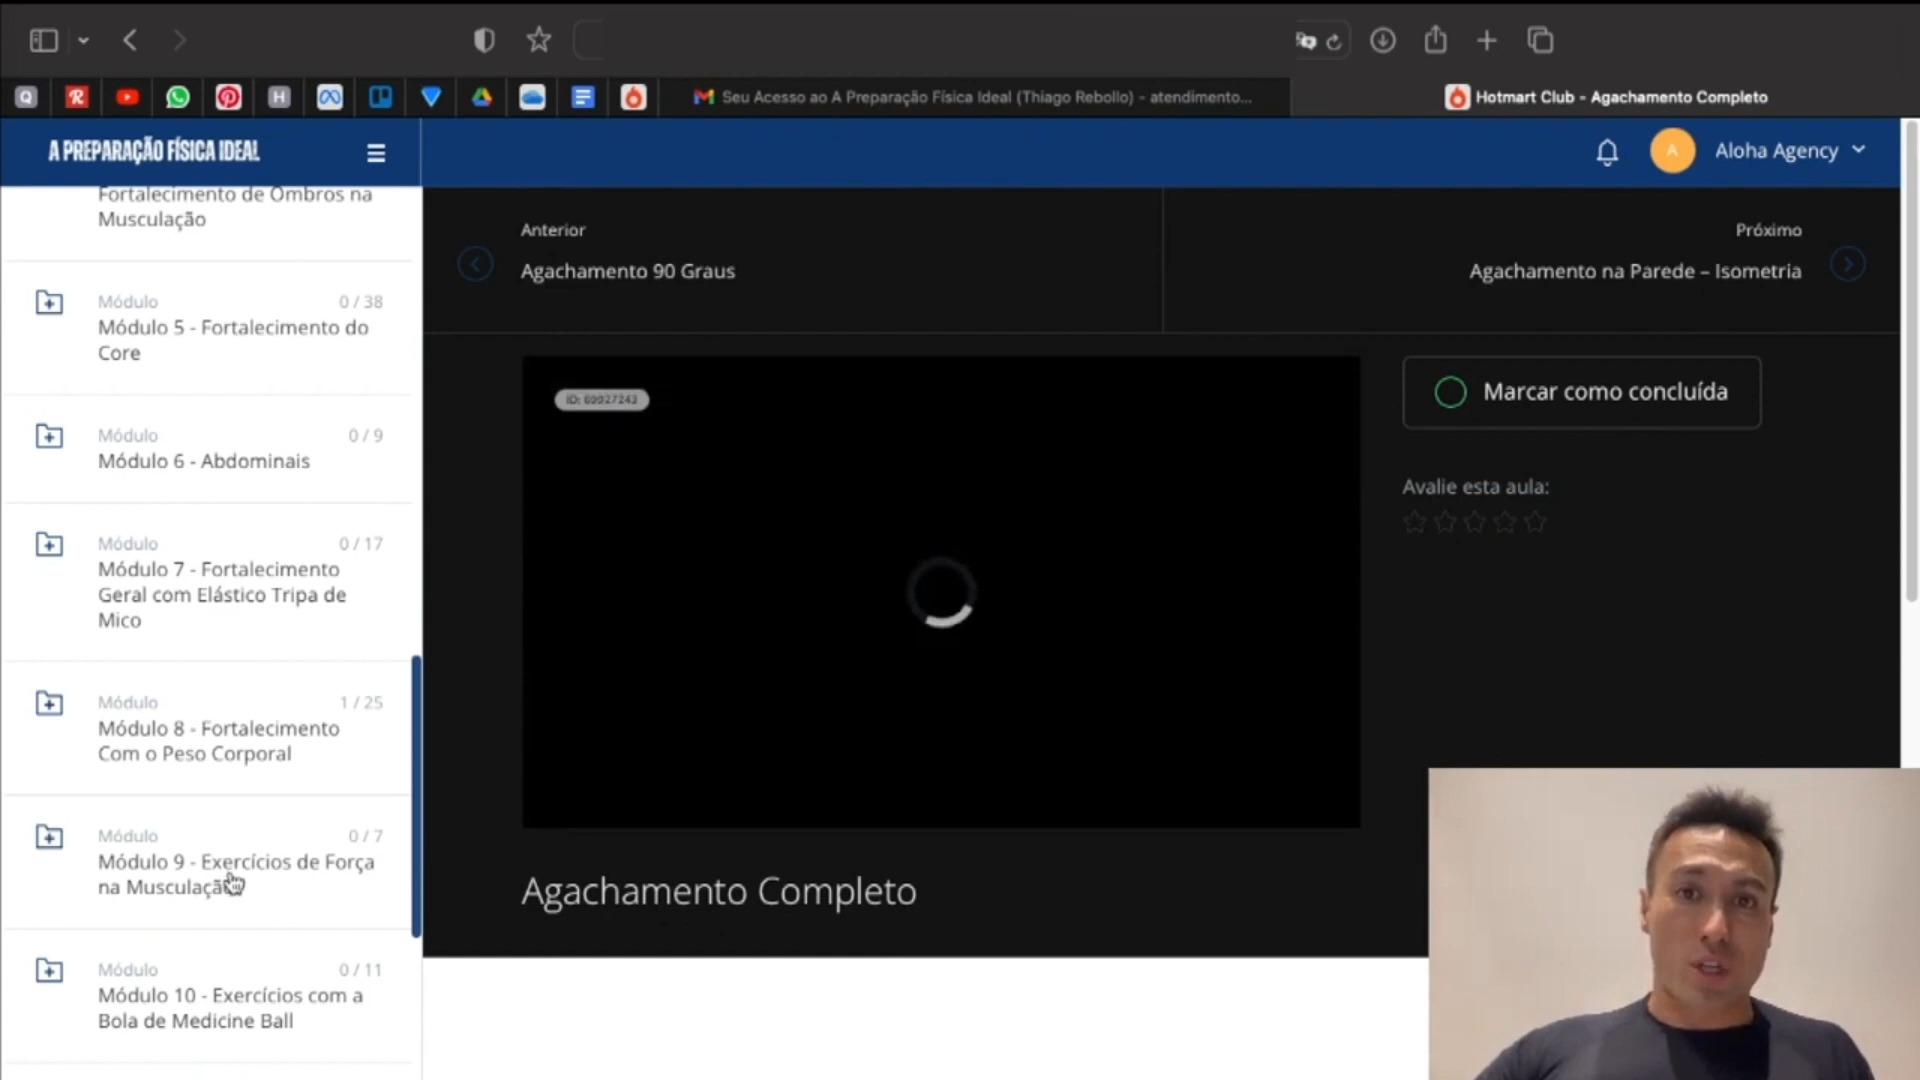 Seu Acesso ao A Preparação Física Ideal (Thiago Rebollo) - atendimento...
Hotmart Club - Agachamento Completo
A PREPARAÇÃO FÍSICA IDEAL
A
Aloha Agency
Fortalecimento de Ombros na
Musculação
Módulo 0 / 38
Módulo 5 - Fortalecimento do
Core
Módulo 0 / 9
Módulo 6 - Abdominais
Módulo 0 / 17
Módulo 7 - Fortalecimento
Geral com Elástico Tripa de
Mico
Módulo 1 / 25
Módulo 8 - Fortalecimento
Com o Peso Corporal
Módulo 0 / 7
Módulo 9 - Exercícios de Força
na Musculação
Módulo 0 / 11
Módulo 10 - Exercícios com a
Bola de Medicine Ball
Anterior
Agachamento 90 Graus
Próximo
Agachamento na Parede – Isometria
Marcar como concluída
Avalie esta aula:
Agachamento Completo